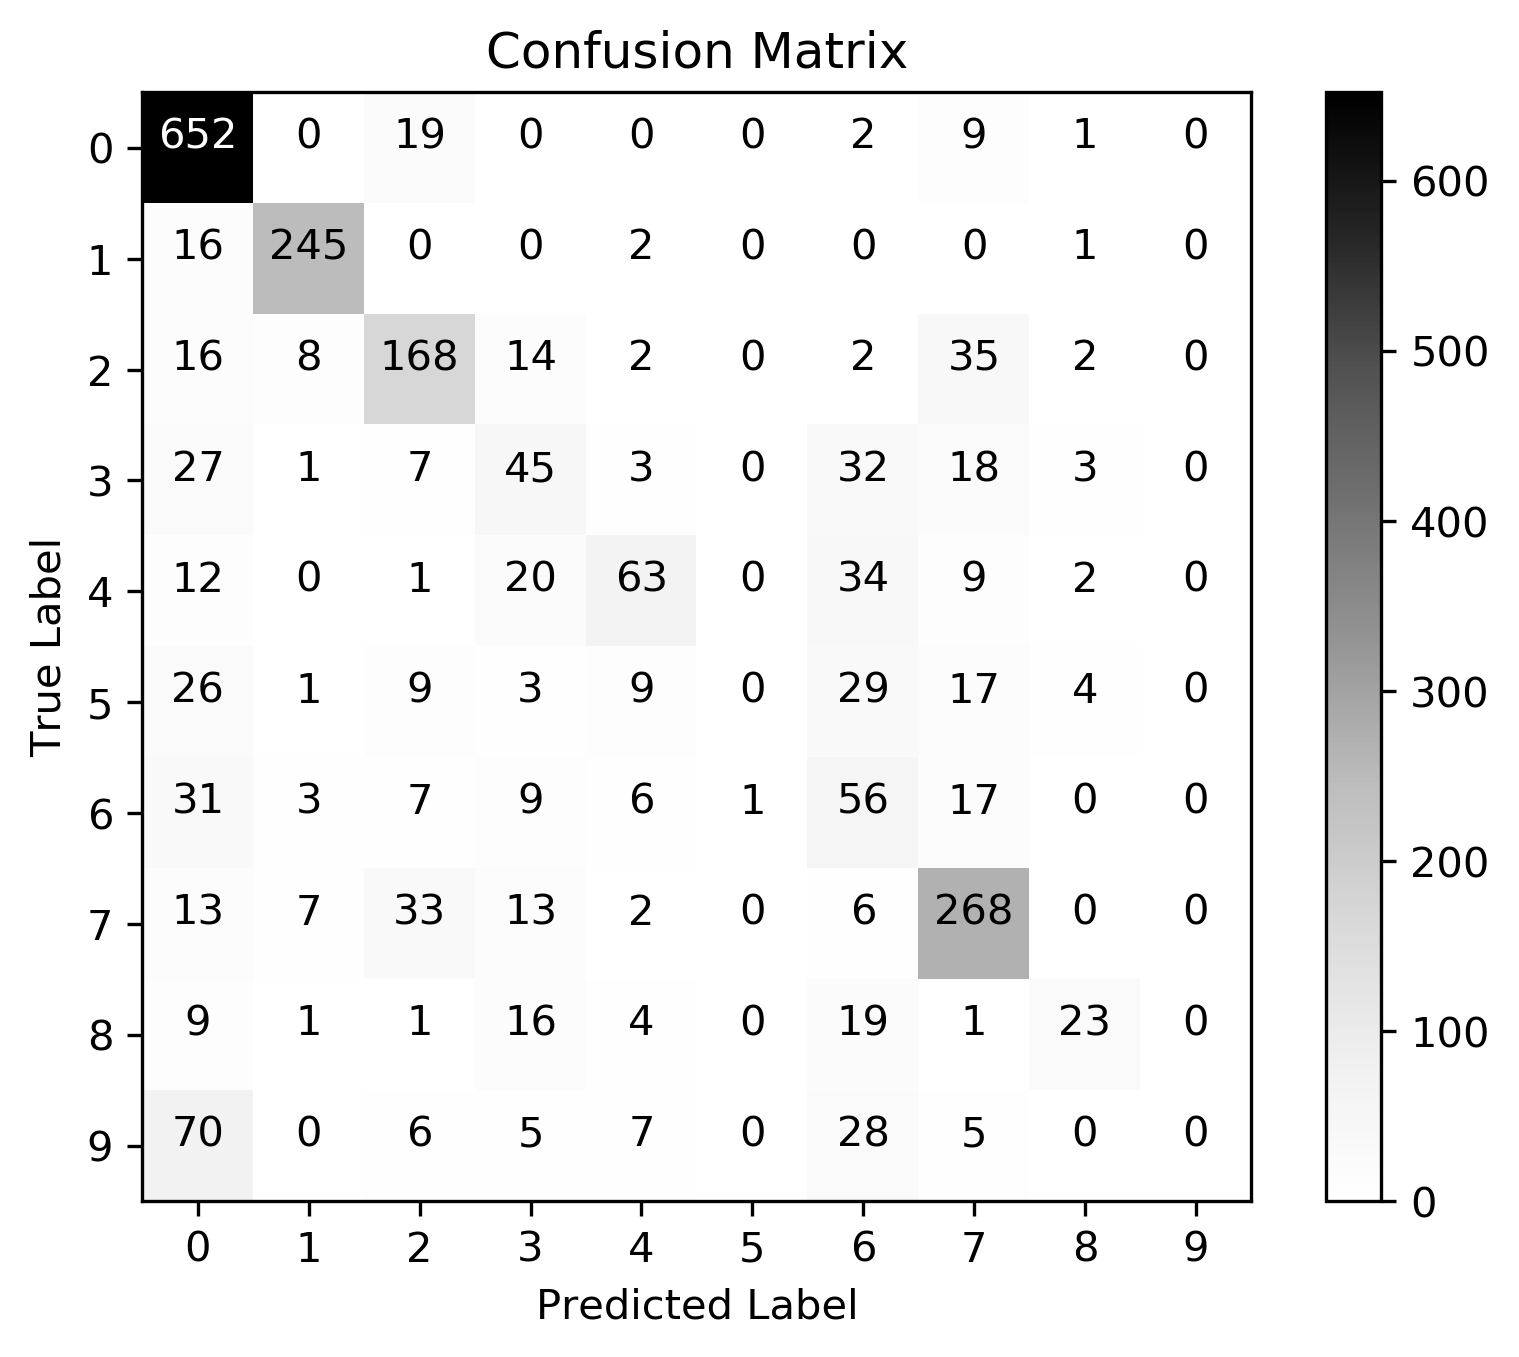 Confusion Matrix
0 652 0 19 0 0 0 2 9 1 0
1 16 245 0 0 2 0 0 0 1 0
2 16 8 168 14 2 0 2 35 2 0
3 27 1 7 45 3 0 32 18 3 0
4 12 0 1 20 63 0 34 9 2 0
5 26 1 9 3 9 0 29 17 4 0
6 31 3 7 9 6 1 56 17 0 0
7 13 7 33 13 2 0 6 268 0 0
8 9 1 1 16 4 0 19 1 23 0
9 70 0 6 5 7 0 28 5 0 0
0 1 2 3 4 5 6 7 8 9
Predicted Label
True Label
600
500
400
300
200
100
0